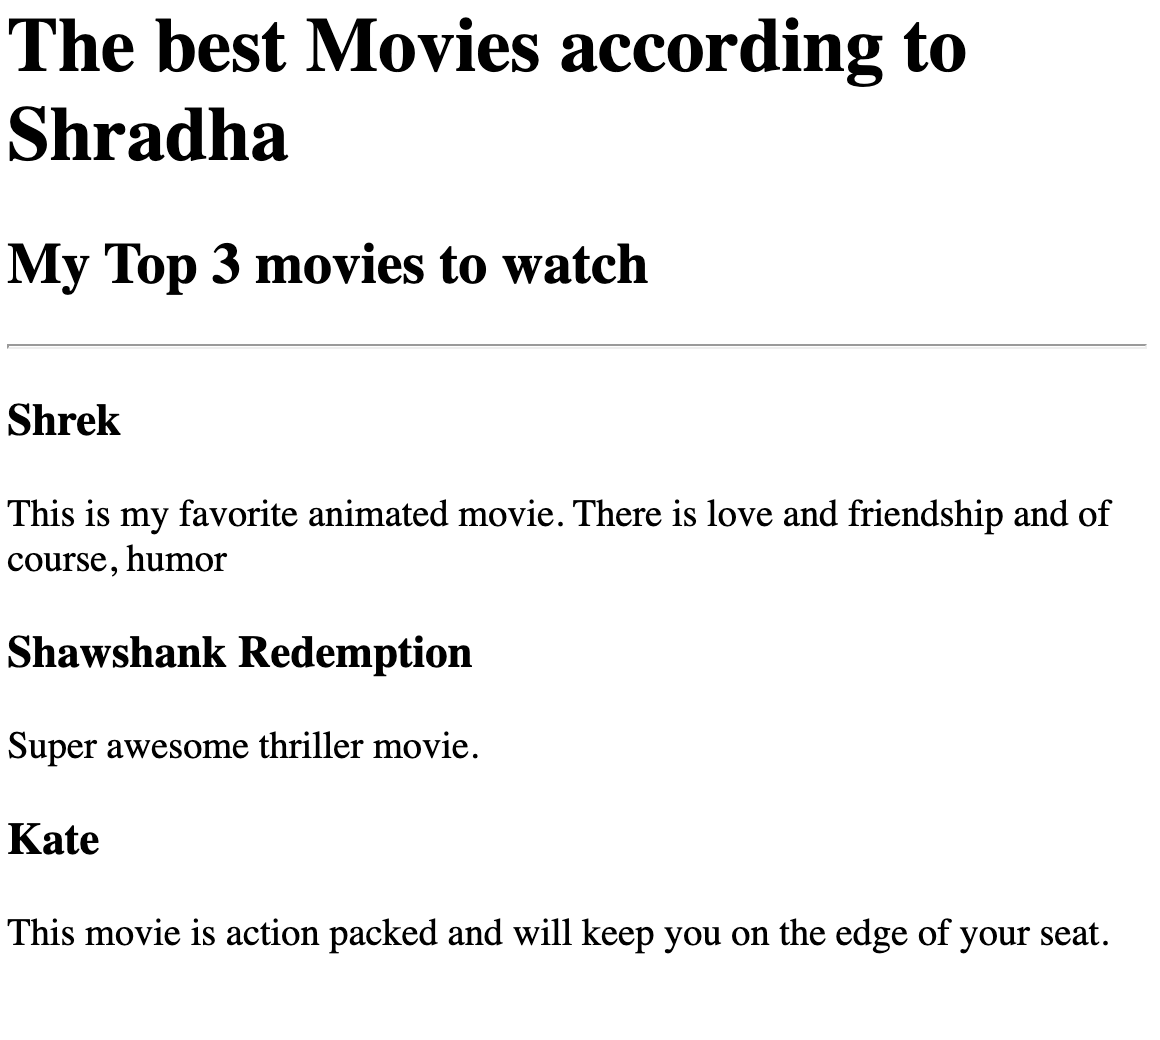 The best Movies according to
Shradha
My Top 3 movies to watch
Shrek
This is my favorite animated movie. There is love and friendship and of
course, humor
Shawshank Redemption
Super awesome thriller movie.
Kate
This movie is action packed and will keep you on the edge of your seat.